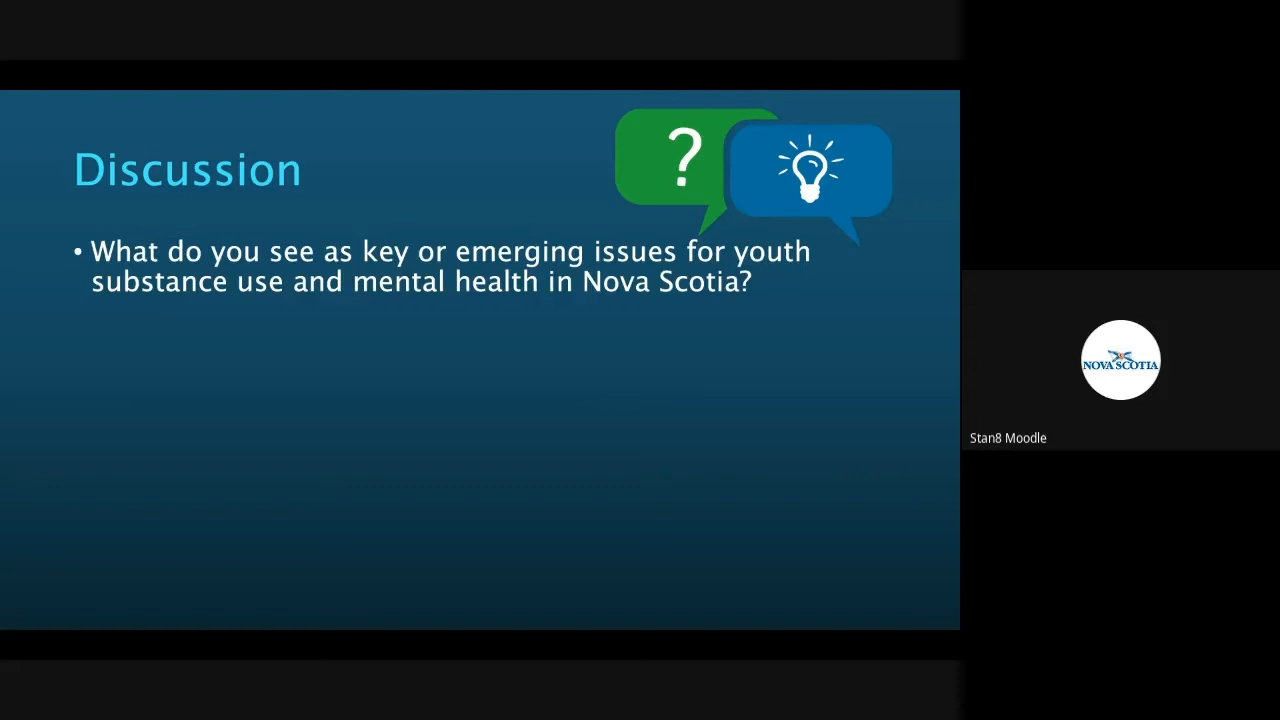 Discussion
?
• What do you see as key or emerging issues for youth
substance use and mental health in Nova Scotia?
NOVA SCOTIA
Stan8 Moodle